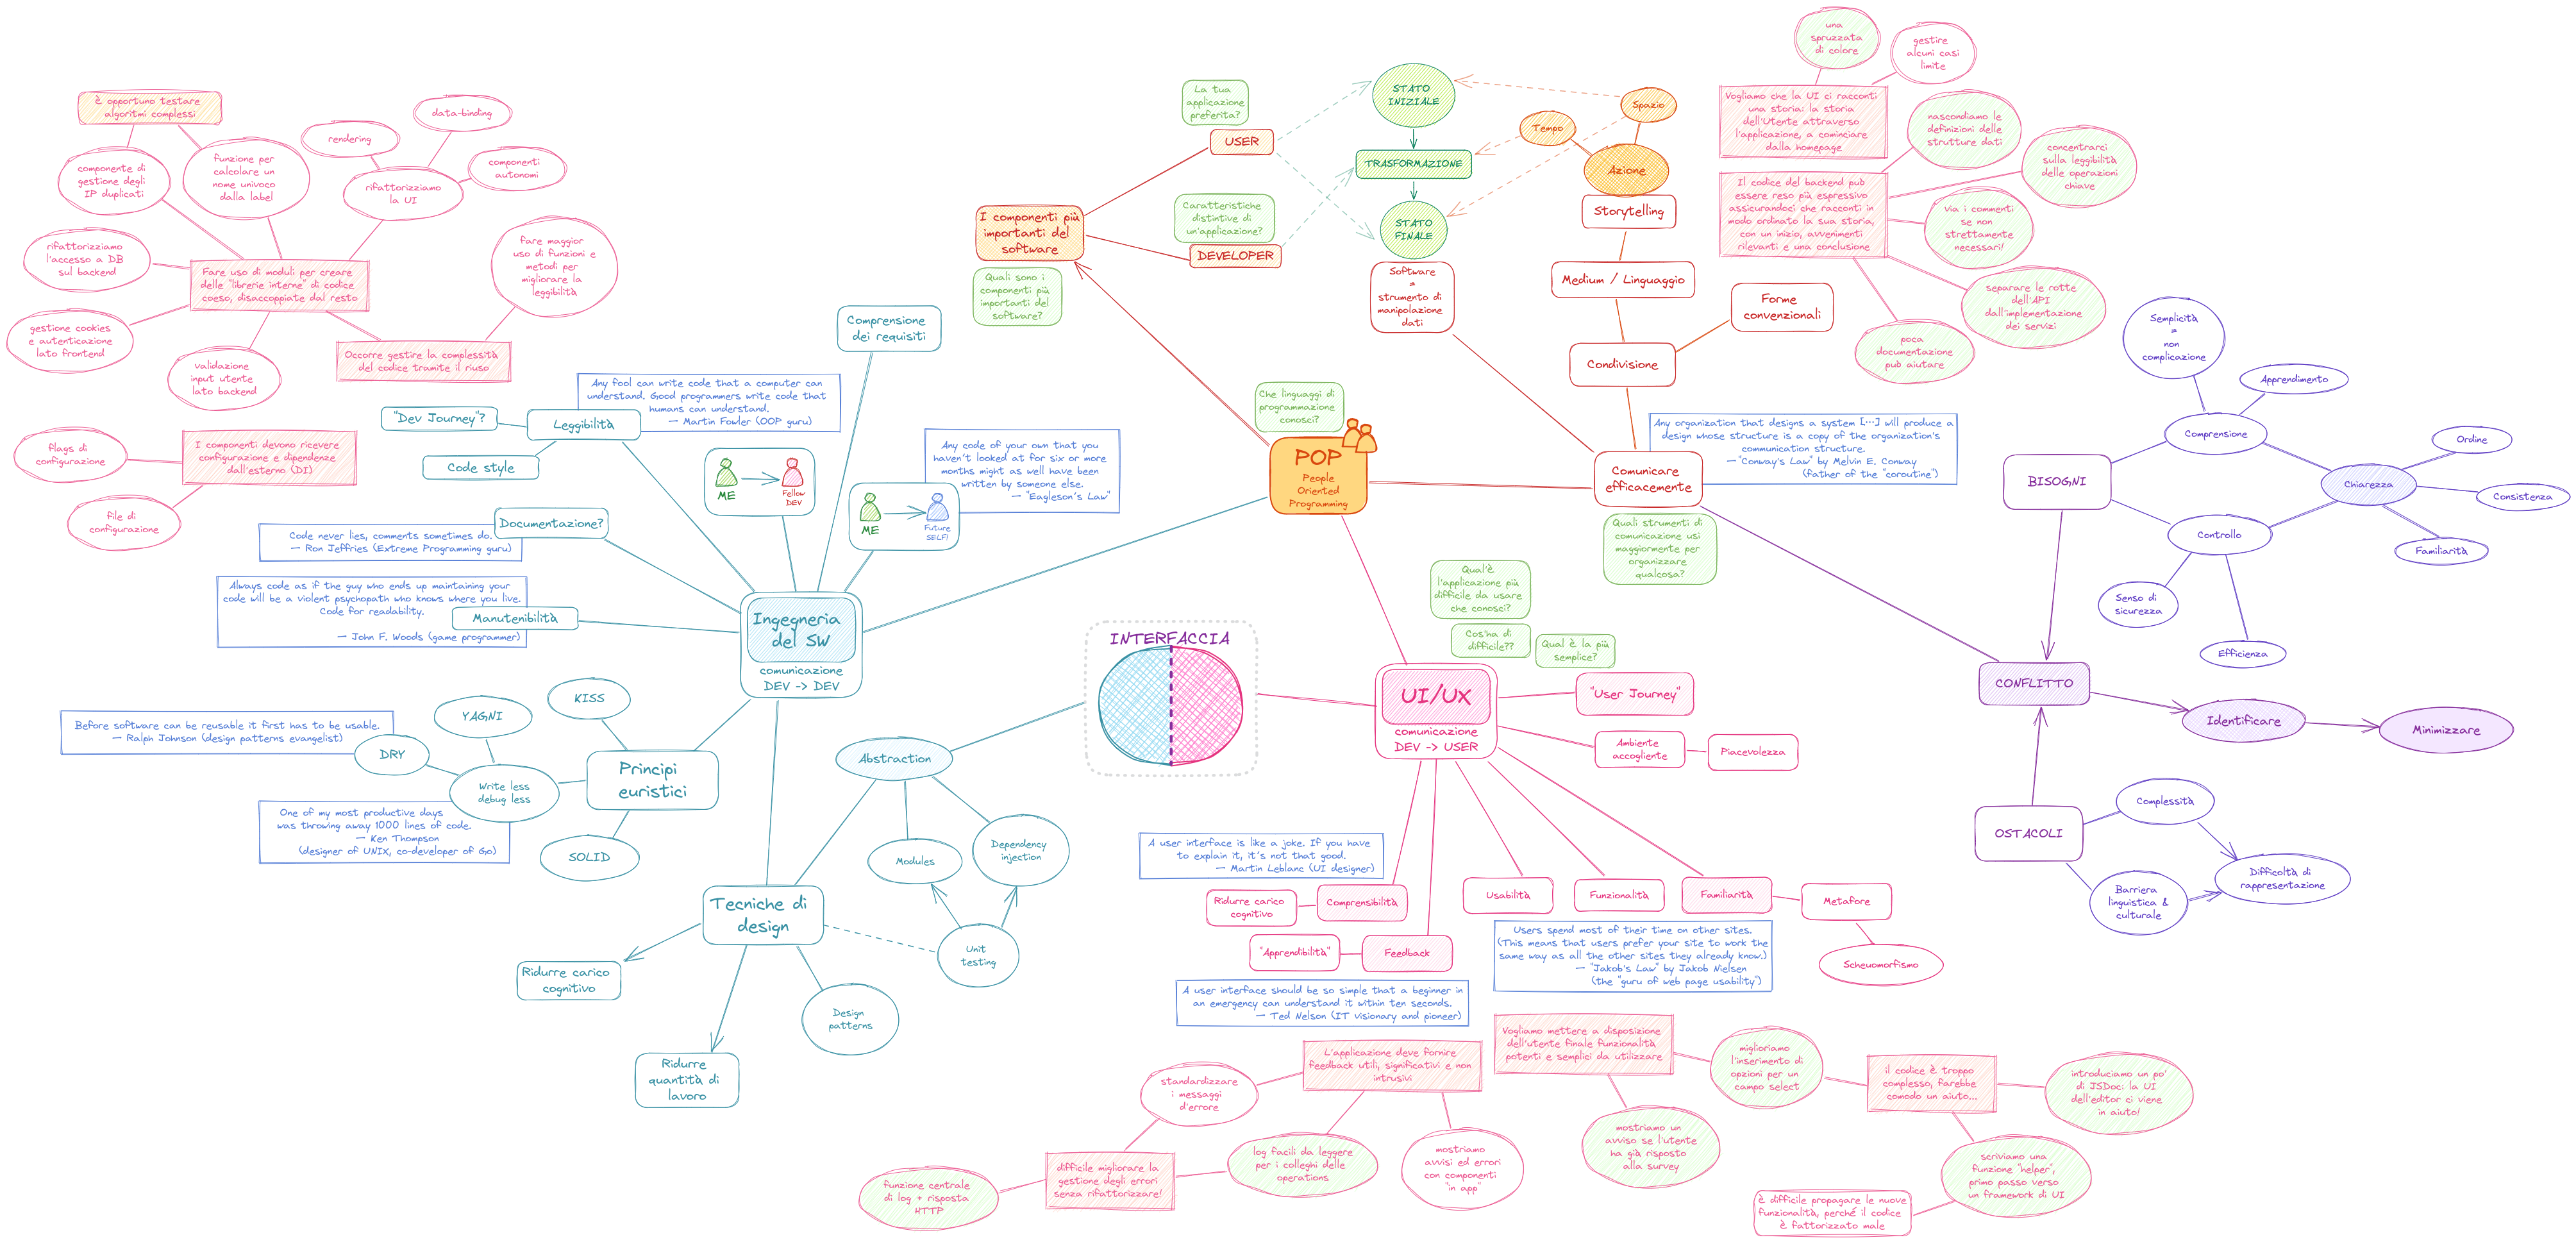 una
spruzzata
di colore
gestire
alcuni casi
limite
Vogliamo che la UI ci racconti
una storia: la storia
dell'Utente attraverso
l'applicazione, a cominciare
dalla homepage
nascondiamo le
definizioni delle
strutture dati
concentrarci
sulla leggibilità
delle operazioni
chiave
Il codice del backend può
essere reso più espressivo
assicurandoci che racconti in
modo ordinato la sua storia,
con un inizio, avvenimenti
rilevanti e una conclusione
via i commenti
se non
strettamente
necessari!
separare le rotte
dell'API
dall'implementazione
dei servizi
poca
documentazione
può aiutare
è opportuno testare
algoritmi complessi
componente di
gestione degli
IP duplicati
funzione per
calcolare un
nome univoco
dalla label
rendering
data-binding
componenti
autonomi
rifattorizziamo
la UI
rifattorizziamo
l'accesso a DB
sul backend
Fare uso di moduli per creare
delle "librerie interne" di codice
coeso, disaccoppiate dal resto
fare maggior
uso di funzioni e
metodi per
migliorare la
leggibilità
gestione cookies
e autenticazione
lato frontend
validazione
input utente
lato backend
Occorre gestire la complessità
del codice tramite il riuso
flags di
configurazione
I componenti devono ricevere
configurazione e dipendenze
dall'esterno (DI)
file di
configurazione
La tua
applicazione
preferita?
USER
Caratteristiche
distintive di
un'applicazione?
DEVELOPER
I componenti più
importanti del
software
Quali sono i
componenti più
importanti del
software?
STATO
INIZIALE
TRASFORMAZIONE
STATO
FINALE
Software
=
strumento di
manipolazione
dati
Spazio
Tempo
Azione
Storytelling
Medium / Linguaggio
Forme
convenzionali
Condivisione
Che linguaggi di
programmazione
conosci?
POP
People
Oriented
Programming
Comunicare
efficacemente
Any organization that designs a system [...] will produce a
design whose structure is a copy of the organization's
communication structure.
— "Conway's Law" by Melvin E. Conway
(father of the "coroutine")
Quali strumenti di
comunicazione usi
maggiormente per
organizzare
qualcosa?
Semplicità
=
non
complicazione
Apprendimento
Comprensione
Ordine
Chiarezza
Consistenza
Familiarità
BISOGNI
Controllo
Senso di
sicurezza
Efficienza
CONFLITTO
Identificare
Minimizzare
OSTACOLI
Complessità
Barriera
linguistica &
culturale
Difficoltà di
rappresentazione
Comprensione
dei requisiti
Any fool can write code that a computer can
understand. Good programmers write code that
humans can understand.
— Martin Fowler (OOP guru)
"Dev Journey"?
Leggibilità
Code style
ME
Fellow
DEV
Any code of your own that you
haven't looked at for six or more
months might as well have been
written by someone else.
— "Eagleson's Law"
ME
Future
SELF!
Documentazione?
Code never lies, comments sometimes do.
— Ron Jeffries (Extreme Programming guru)
Always code as if the guy who ends up maintaining your
code will be a violent psychopath who knows where you live.
Code for readability.
— John F. Woods (game programmer)
Manutenibilità
Ingegneria
del SW
comunicazione
DEV -> DEV
KISS
YAGNI
Before software can be reusable it first has to be usable.
— Ralph Johnson (design patterns evangelist)
DRY
Write less
debug less
Principi
euristici
SOLID
One of my most productive days
was throwing away 1000 lines of code.
— Ken Thompson
(designer of UNIX, co-developer of Go)
Abstraction
Modules
Dependency
injection
Tecniche di
design
Unit
testing
Ridurre carico
cognitivo
Design
patterns
Ridurre
quantità di
lavoro
INTERFACCIA
Qual'è
l'applicazione più
difficile da usare
che conosci?
Cos'ha di
difficile??
Qual è la più
semplice?
UI/UX
comunicazione
DEV -> USER
"User Journey"
Ambiente
accogliente
Piacevolezza
A user interface is like a joke. If you have
to explain it, it's not that good.
— Martin Leblanc (UI designer)
Ridurre carico
cognitivo
Comprensibilità
Usabilità
Funzionalità
Familiarità
Metafore
Scheuomorfismo
"Apprendibilità"
Feedback
Users spend most of their time on other sites.
(This means that users prefer your site to work the
same way as all the other sites they already know.)
— "Jakob's Law" by Jakob Nielsen
(the "guru of web page usability")
A user interface should be so simple that a beginner in
an emergency can understand it within ten seconds.
— Ted Nelson (IT visionary and pioneer)
L'applicazione deve fornire
feedback utili, significativi e non
intrusivi
standardizzare
i messaggi
d'errore
difficile migliorare la
gestione degli errori
senza rifattorizzare!
funzione centrale
di log + risposta
HTTP
log facili da leggere
per i colleghi delle
operations
mostriamo
avvisi ed errori
con componenti
"in app"
Vogliamo mettere a disposizione
dell'utente finale funzionalità
potenti e semplici da utilizzare
miglioriamo
l'inserimento di
opzioni per un
campo select
mostriamo un
avviso se l'utente
ha già risposto
alla survey
il codice è troppo
complesso, farebbe
comodo un aiuto...
introduciamo un po'
di JSDoc: la UI
dell'editor ci viene
in aiuto!
scriviamo una
funzione "helper",
primo passo verso
un framework di UI
è difficile propagare le nuove
funzionalità, perché il codice
è fattorizzato male